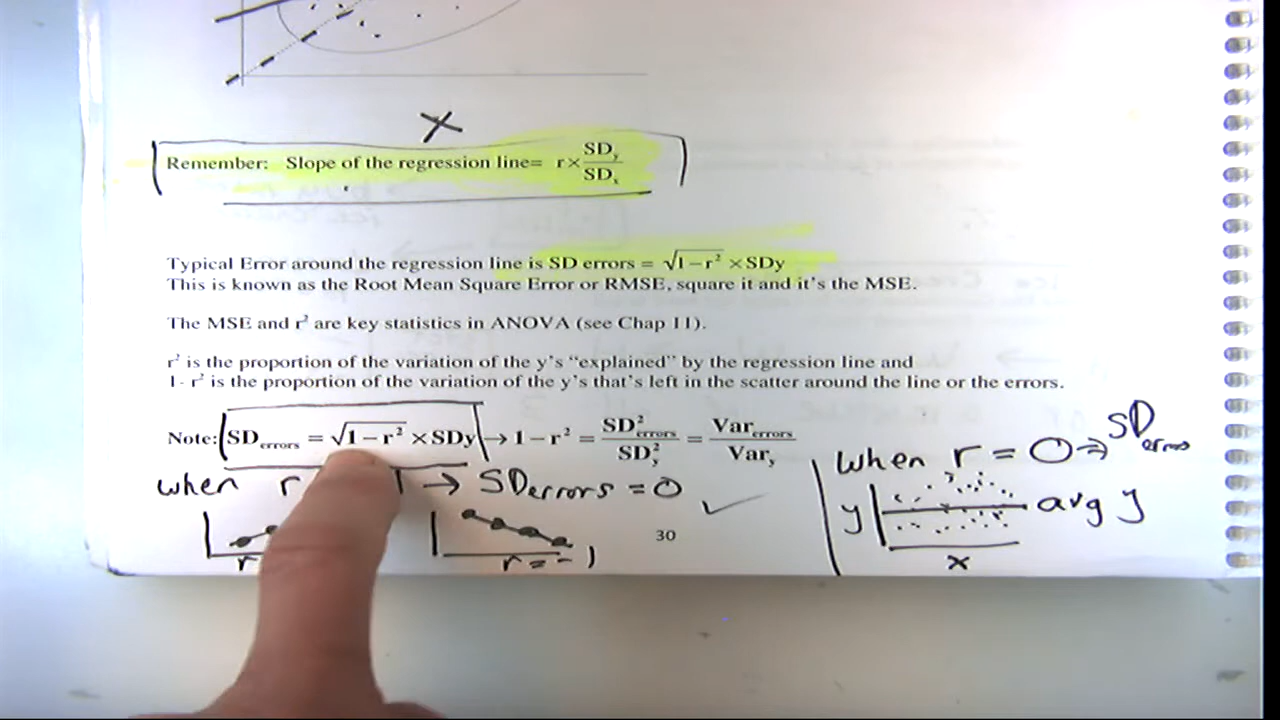 X
Remember: Slope of the regression line= r× SDy/SDx
Typical Error around the regression line is SD errors = √1−r² ×SDy
This is known as the Root Mean Square Error or RMSE, square it and it's the MSE.
The MSE and r² are key statistics in ANOVA (see Chap 11).
r² is the proportion of the variation of the y's "explained" by the regression line and
1- r² is the proportion of the variation of the y's that's left in the scatter around the line or the errors.
Note: SDerrors = √1−r² ×SDy → 1−r² = SD²errors/SD²y = Varerrors/Vary
when r 1 → SDerrors = 0 ✓
r
r = -1
30
When r = 0 → SDerrors
y avg y
x